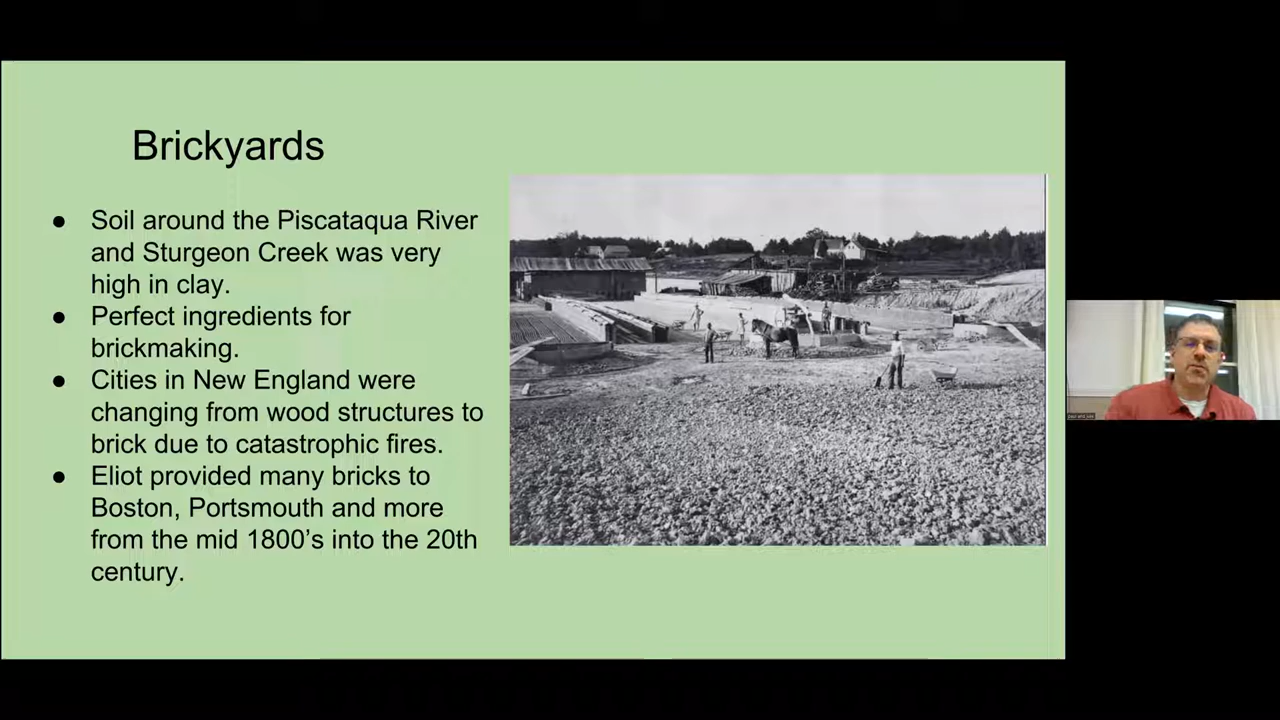 Brickyards
● Soil around the Piscataqua River
and Sturgeon Creek was very
high in clay.
● Perfect ingredients for
brickmaking.
● Cities in New England were
changing from wood structures to
brick due to catastrophic fires.
● Eliot provided many bricks to
Boston, Portsmouth and more
from the mid 1800’s into the 20th
century.